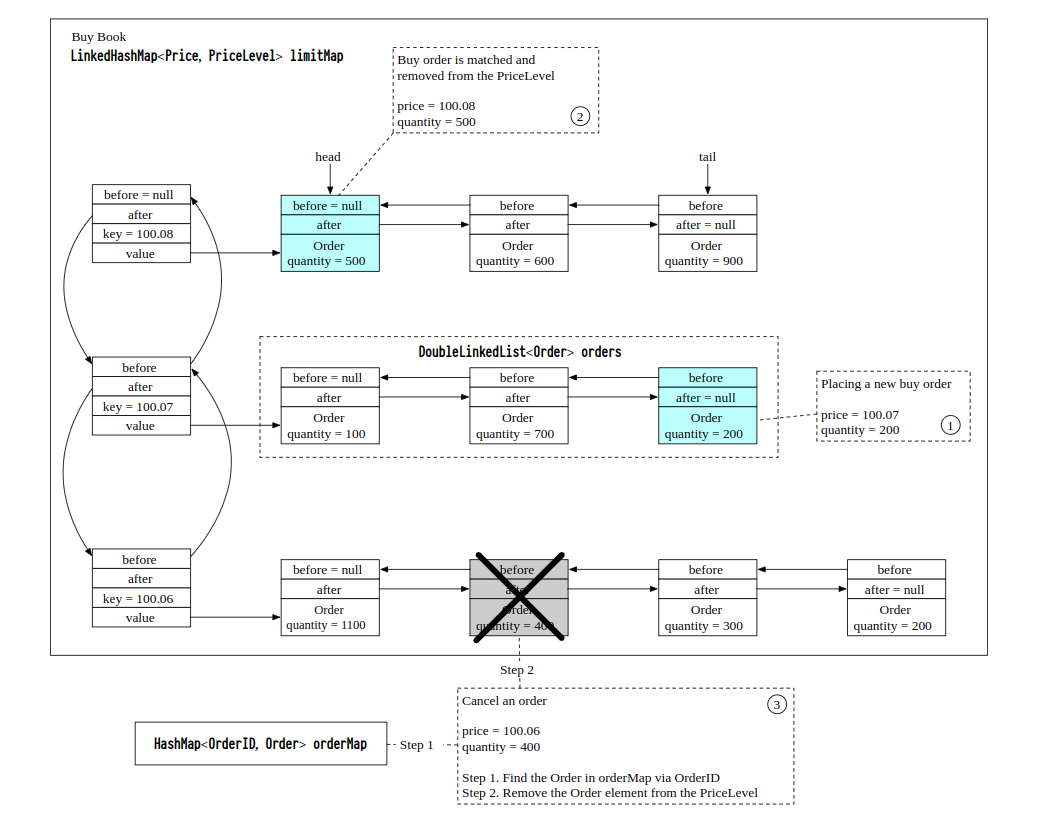 Buy Book
LinkedHashMap<Price, PriceLevel> limitMap
Buy order is matched and
removed from the PriceLevel
price = 100.08
quantity = 500
2
head
tail
before = null
after
key = 100.08
value
before = null
after
Order
quantity = 500
before
after
Order
quantity = 600
before
after = null
Order
quantity = 900
DoubleLinkedList<Order> orders
before
after
key = 100.07
value
before = null
after
Order
quantity = 100
before
after
Order
quantity = 700
before
after = null
Order
quantity = 200
Placing a new buy order
price = 100.07
quantity = 200
1
before
after
key = 100.06
value
before = null
after
Order
quantity = 1100
before
after
Order
quantity = 400
before
after
Order
quantity = 300
before
after = null
Order
quantity = 200
Step 2
Cancel an order
3
price = 100.06
quantity = 400
Step 1. Find the Order in orderMap via OrderID
Step 2. Remove the Order element from the PriceLevel
HashMap<OrderID, Order> orderMap
Step 1